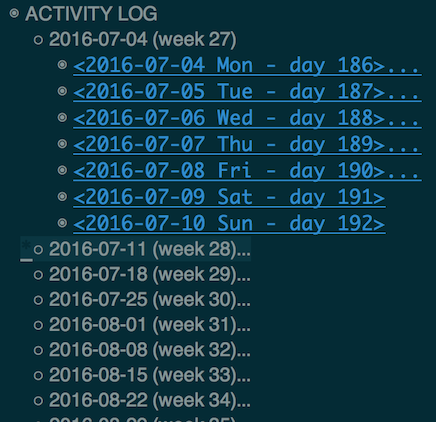 ACTIVITY LOG
2016-07-04 (week 27)
<2016-07-04 Mon - day 186>...
<2016-07-05 Tue - day 187>...
<2016-07-06 Wed - day 188>...
<2016-07-07 Thu - day 189>...
<2016-07-08 Fri - day 190>...
<2016-07-09 Sat - day 191>
<2016-07-10 Sun - day 192>
2016-07-11 (week 28)...
2016-07-18 (week 29)...
2016-07-25 (week 30)...
2016-08-01 (week 31)...
2016-08-08 (week 32)...
2016-08-15 (week 33)...
2016-08-22 (week 34)...